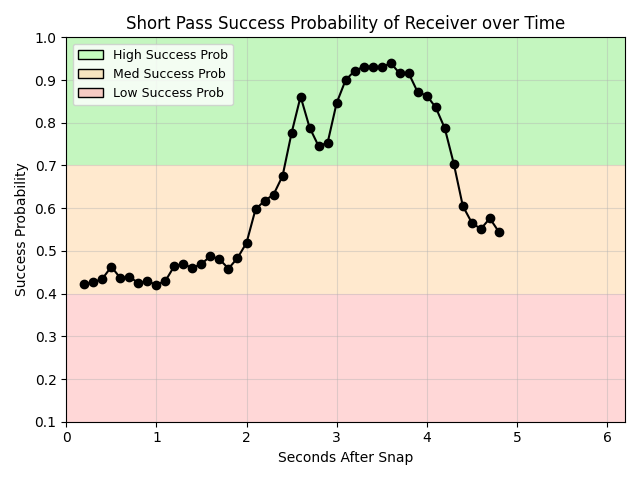 Short Pass Success Probability of Receiver over Time
High Success Prob
Med Success Prob
Low Success Prob
1.0
0.9
0.8
0.7
0.6
0.5
0.4
0.3
0.2
0.1
Success Probability
0 1 2 3 4 5 6
Seconds After Snap